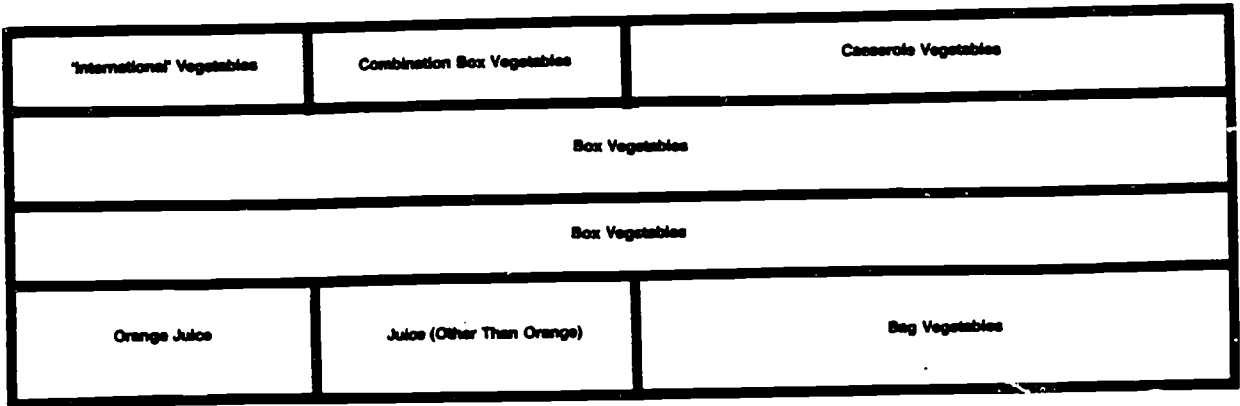 "International" Vegetables
Combination Box Vegetables
Casserole Vegetables
Box Vegetables
Box Vegetables
Orange Juice
Juice (Other Than Orange)
Bag Vegetables